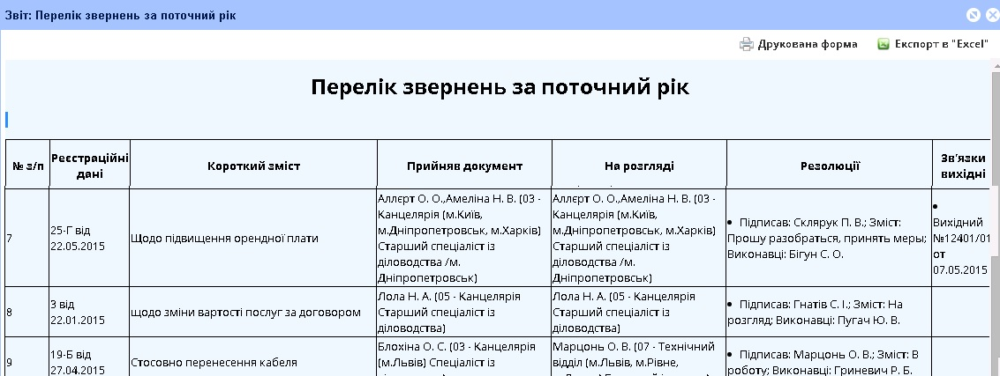 Звіт: Перелік звернень за поточний рік
Друкована форма Експорт в "Excel"
Перелік звернень за поточний рік
№ з/п
Реєстраційні
дані
Короткий зміст
Прийняв документ
На розгляді
Резолюції
Зв'язки
вихідні
7
25-Г від
22.05.2015
Щодо підвищення орендної плати
Аллєрт О. О.,Амеліна Н. В. (03 -
Канцелярія (м.Київ,
м.Дніпропетровськ, м.Харків)
Старший спеціаліст із
діловодства /м.
Дніпропетровськ)
Аллєрт О. О.,Амеліна Н. В. (03 -
Канцелярія (м.Київ,
м.Дніпропетровськ, м.Харків)
Старший спеціаліст із
діловодства /м.
Дніпропетровськ)
• Підписав: Склярук П. В.; Зміст:
Прошу разобраться, принять меры;
Виконавці: Бігун С. О.
•
Вихідний
№12401/01
от
07.05.2015
8
3 від
22.01.2015
щодо зміни вартості послуг за договором
Лола Н. А. (05 - Канцелярія
Старший спеціаліст із
діловодства)
Лола Н. А. (05 - Канцелярія
Старший спеціаліст із
діловодства)
• Підписав: Гнатів С. І.; Зміст: На
розгляд; Виконавці: Пугач Ю. В.
9
19-Б від
27.04.2015
Стосовно перенесення кабеля
Блохіна О. С. (03 - Канцелярія
(м.Львів) Спеціаліст із
Марцонь О. В. (07 - Технічний
відділ (м.Львів, м.Рівне,
• Підписав: Марцонь О. В.; Зміст: В
роботу; Виконавці: Гриневич Р. Б.